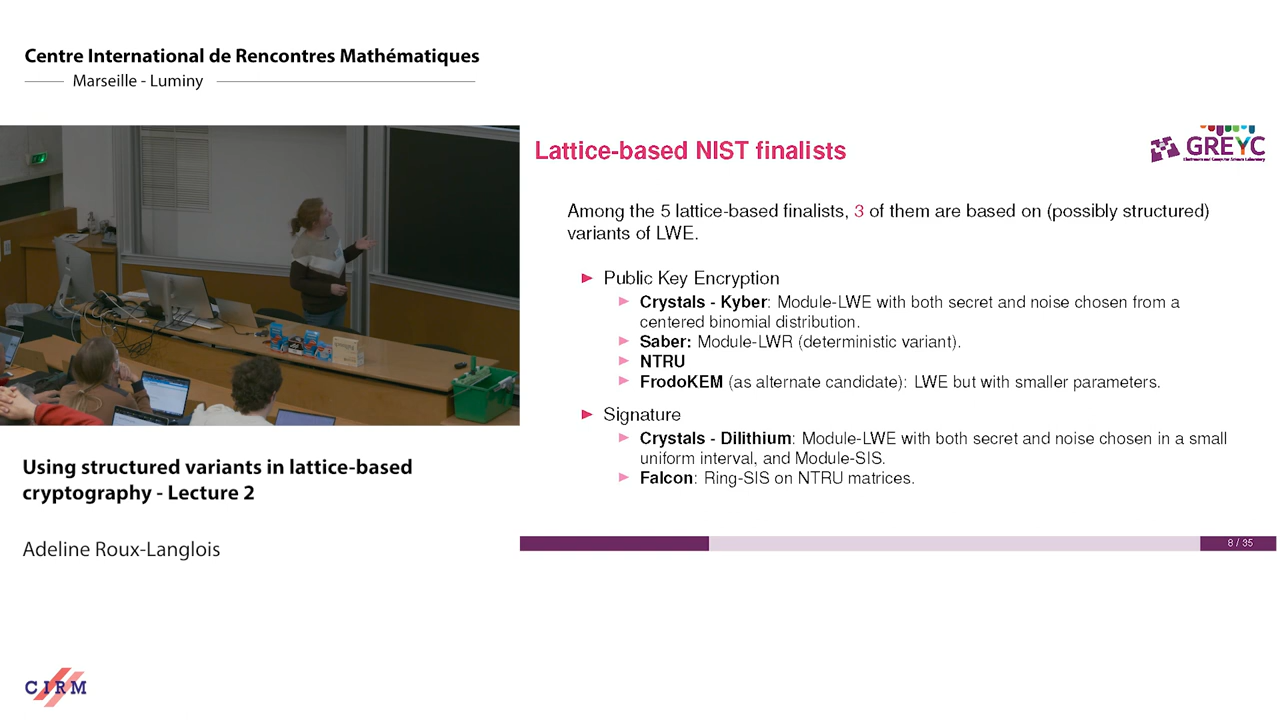 Centre International de Rencontres Mathématiques
Marseille - Luminy
Lattice-based NIST finalists
GREYC
Among the 5 lattice-based finalists, 3 of them are based on (possibly structured)
variants of LWE.
Public Key Encryption
Crystals - Kyber: Module-LWE with both secret and noise chosen from a
centered binomial distribution.
Saber: Module-LWR (deterministic variant).
NTRU
FrodoKEM (as alternate candidate): LWE but with smaller parameters.
Signature
Crystals - Dilithium: Module-LWE with both secret and noise chosen in a small
uniform interval, and Module-SIS.
Falcon: Ring-SIS on NTRU matrices.
8 / 35
Using structured variants in lattice-based
cryptography - Lecture 2
Adeline Roux-Langlois
CIRM